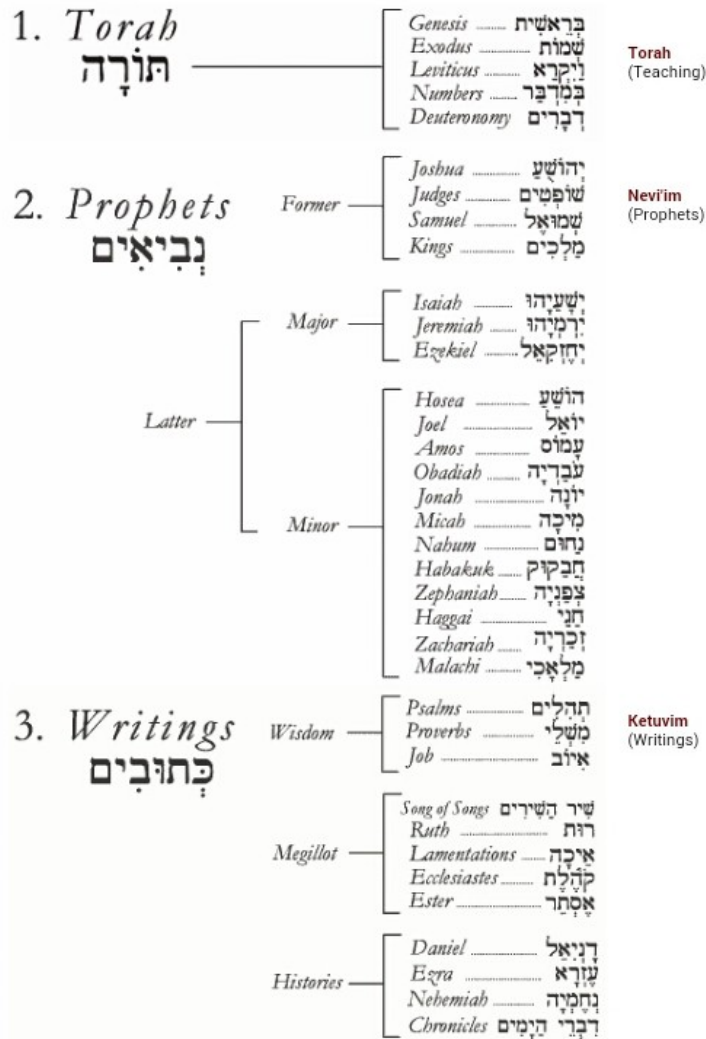 1. Torah
תּוֹרָה
Genesis בְּרֵאשִׁית
Exodus שְׁמוֹת
Leviticus וַיִּקְרָא
Numbers בְּמִדְבַּר
Deuteronomy דְבָרִים
Torah
(Teaching)
2. Prophets
נְבִיאִים
Former
Joshua יְהוֹשֻׁעַ
Judges שׁוֹפְטִים
Samuel שְׁמוּאֵל
Kings מַלְכִים
Nevi'im
(Prophets)
Latter
Major
Isaiah יְשַׁעְיָהוּ
Jeremiah יִרְמְיָהוּ
Ezekiel יְחֶזְקֵאל
Minor
Hosea הוֹשֵׁעַ
Joel יוֹאֵל
Amos עָמוֹס
Obadiah עֹבַדְיָה
Jonah יוֹנָה
Micah מִיכָה
Nahum נַחוּם
Habakuk חֲבַקּוּק
Zephaniah צְפַנְיָה
Haggai חַגַּי
Zachariah זְכַרְיָה
Malachi מַלְאָכִי
3. Writings
כְּתוּבִים
Wisdom
Psalms תְהִלִּים
Proverbs מִשְׁלֵי
Job אִיּוֹב
Ketuvim
(Writings)
Megillot
Song of Songs שִׁיר הַשִּׁירִים
Ruth רוּת
Lamentations אֵיכָה
Ecclesiastes קֹהֶלֶת
Ester אֶסְתֵּר
Histories
Daniel דָנִיֵּאל
Ezra עֶזְרָא
Nehemiah נְחֶמְיָה
Chronicles דִבְרֵי הַיָּמִים